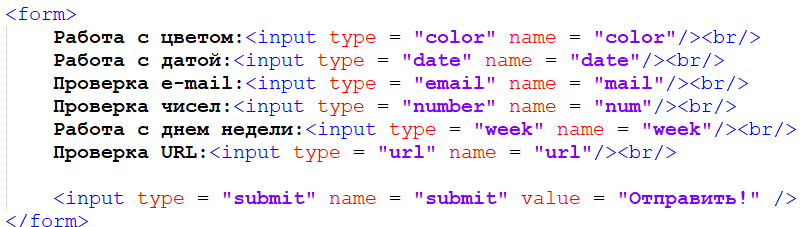 <form>
Работа с цветом:<input type = "color" name = "color"/><br/>
Работа с датой:<input type = "date" name = "date"/><br/>
Проверка e-mail:<input type = "email" name = "mail"/><br/>
Проверка чисел:<input type = "number" name = "num"/><br/>
Работа с днем недели:<input type = "week" name = "week"/><br/>
Проверка URL:<input type = "url" name = "url"/><br/>
<input type = "submit" name = "submit" value = "Отправить!" />
</form>